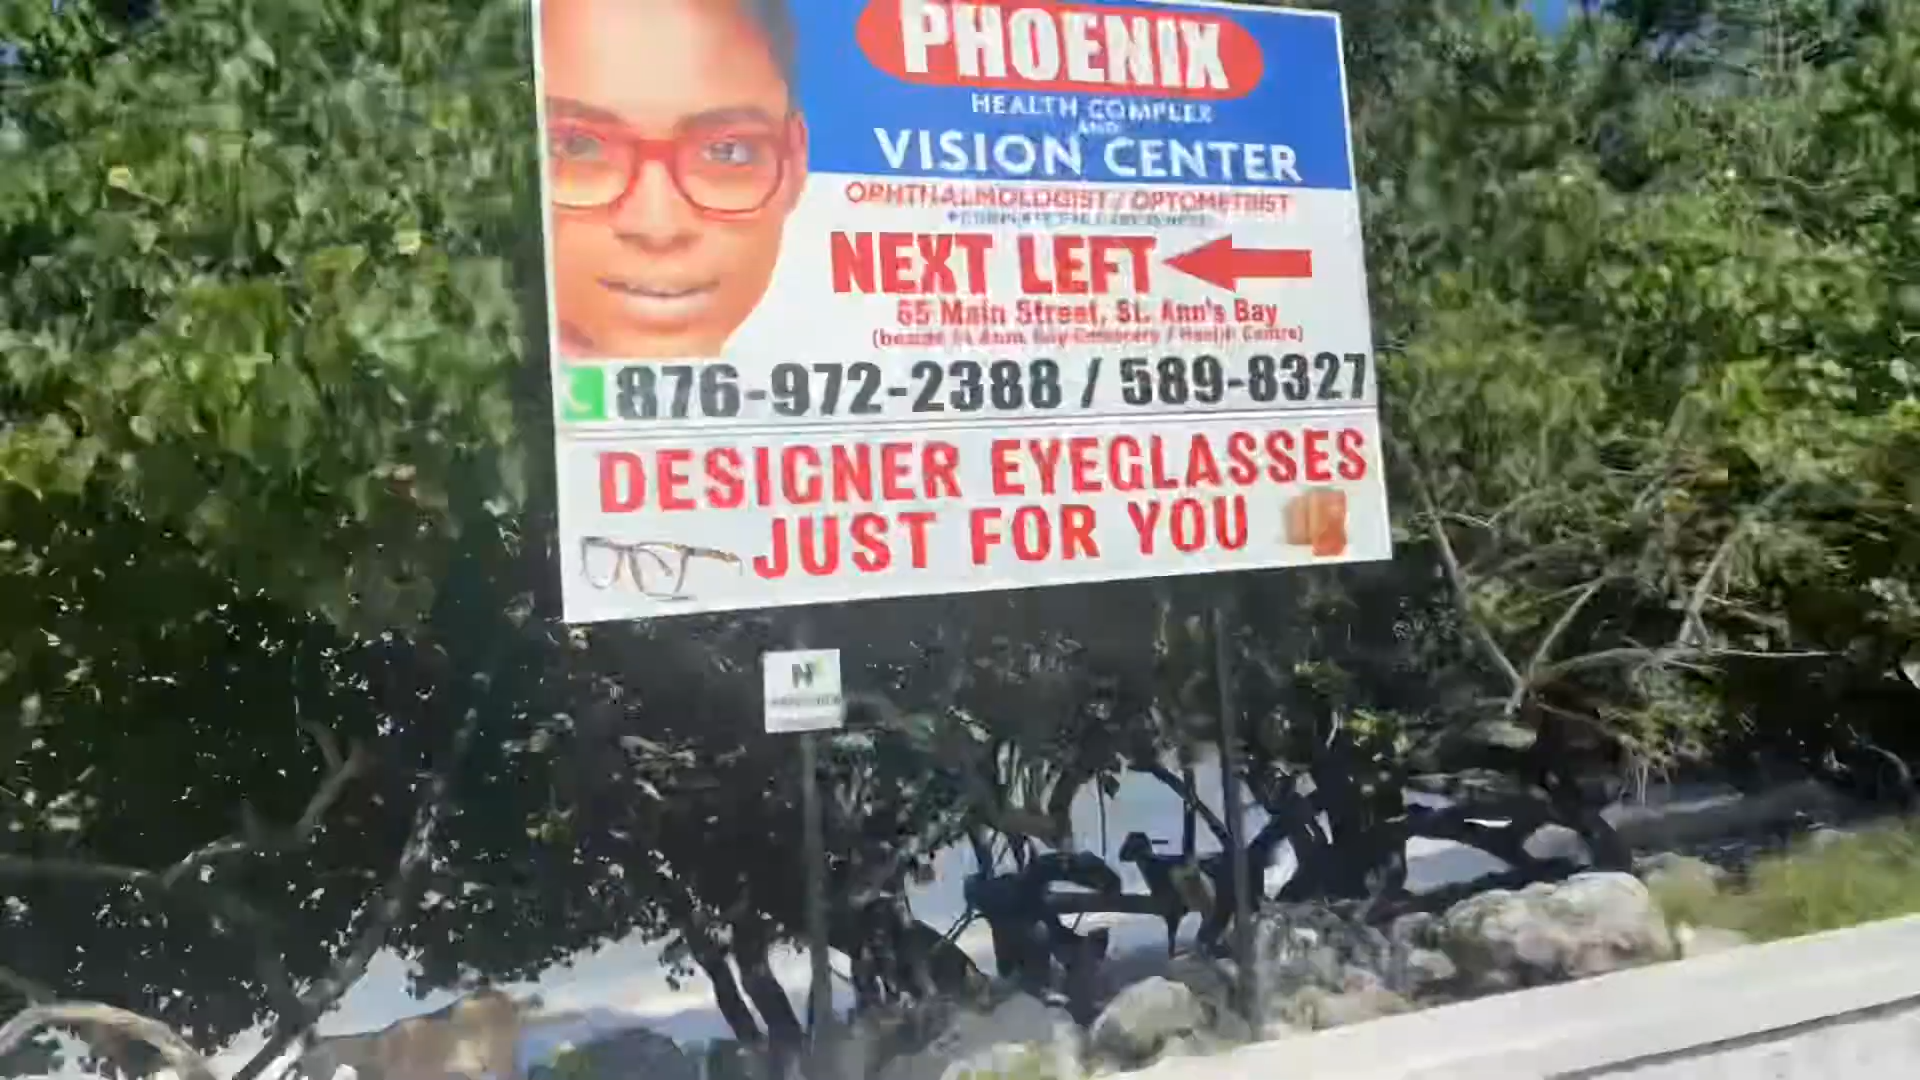 PHOENIX
HEALTH COMPLEX
AND
VISION CENTER
OPHTHALMOLOGIST / OPTOMETRIST
NEXT LEFT
65 Main Street, St. Ann's Bay
876-972-2388 / 589-8327
DESIGNER EYEGLASSES
JUST FOR YOU
N